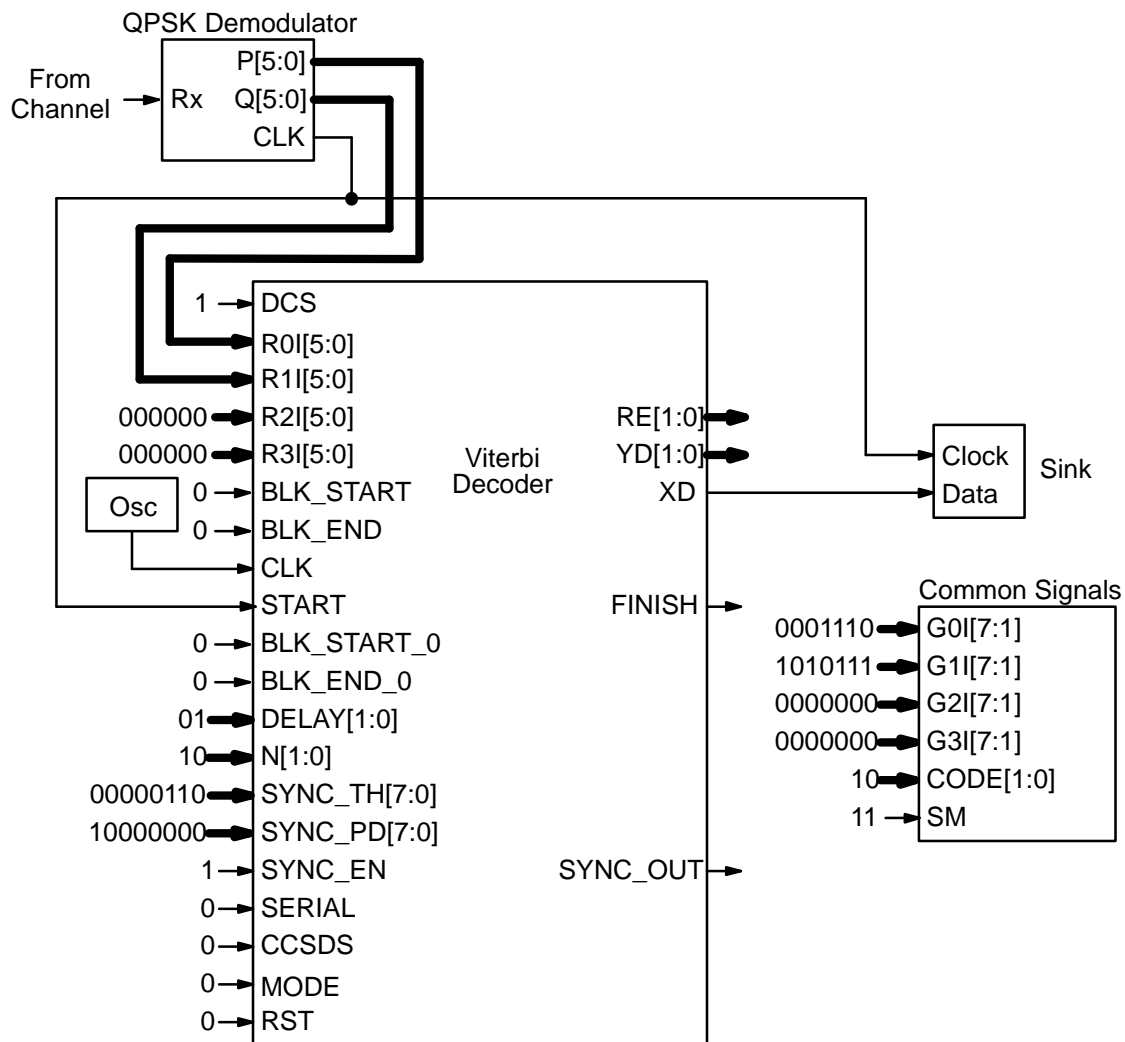 QPSK Demodulator
From
Channel
Rx
P[5:0]
Q[5:0]
CLK
1 DCS
R0I[5:0]
R1I[5:0]
000000 R2I[5:0]
000000 R3I[5:0]
0 BLK_START
Osc
0 BLK_END
CLK
START
0 BLK_START_0
0 BLK_END_0
01 DELAY[1:0]
10 N[1:0]
00000110 SYNC_TH[7:0]
10000000 SYNC_PD[7:0]
1 SYNC_EN
0 SERIAL
0 CCSDS
0 MODE
0 RST
Viterbi
Decoder
RE[1:0]
YD[1:0]
XD
FINISH
SYNC_OUT
Clock
Data
Sink
Common Signals
0001110 G0I[7:1]
1010111 G1I[7:1]
0000000 G2I[7:1]
0000000 G3I[7:1]
10 CODE[1:0]
11 SM